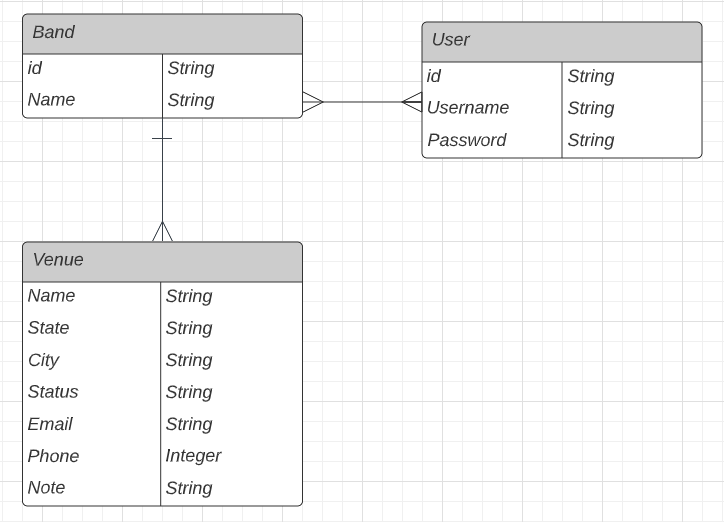 Band
id String
Name String
User
id String
Username String
Password String
Venue
Name String
State String
City String
Status String
Email String
Phone Integer
Note String